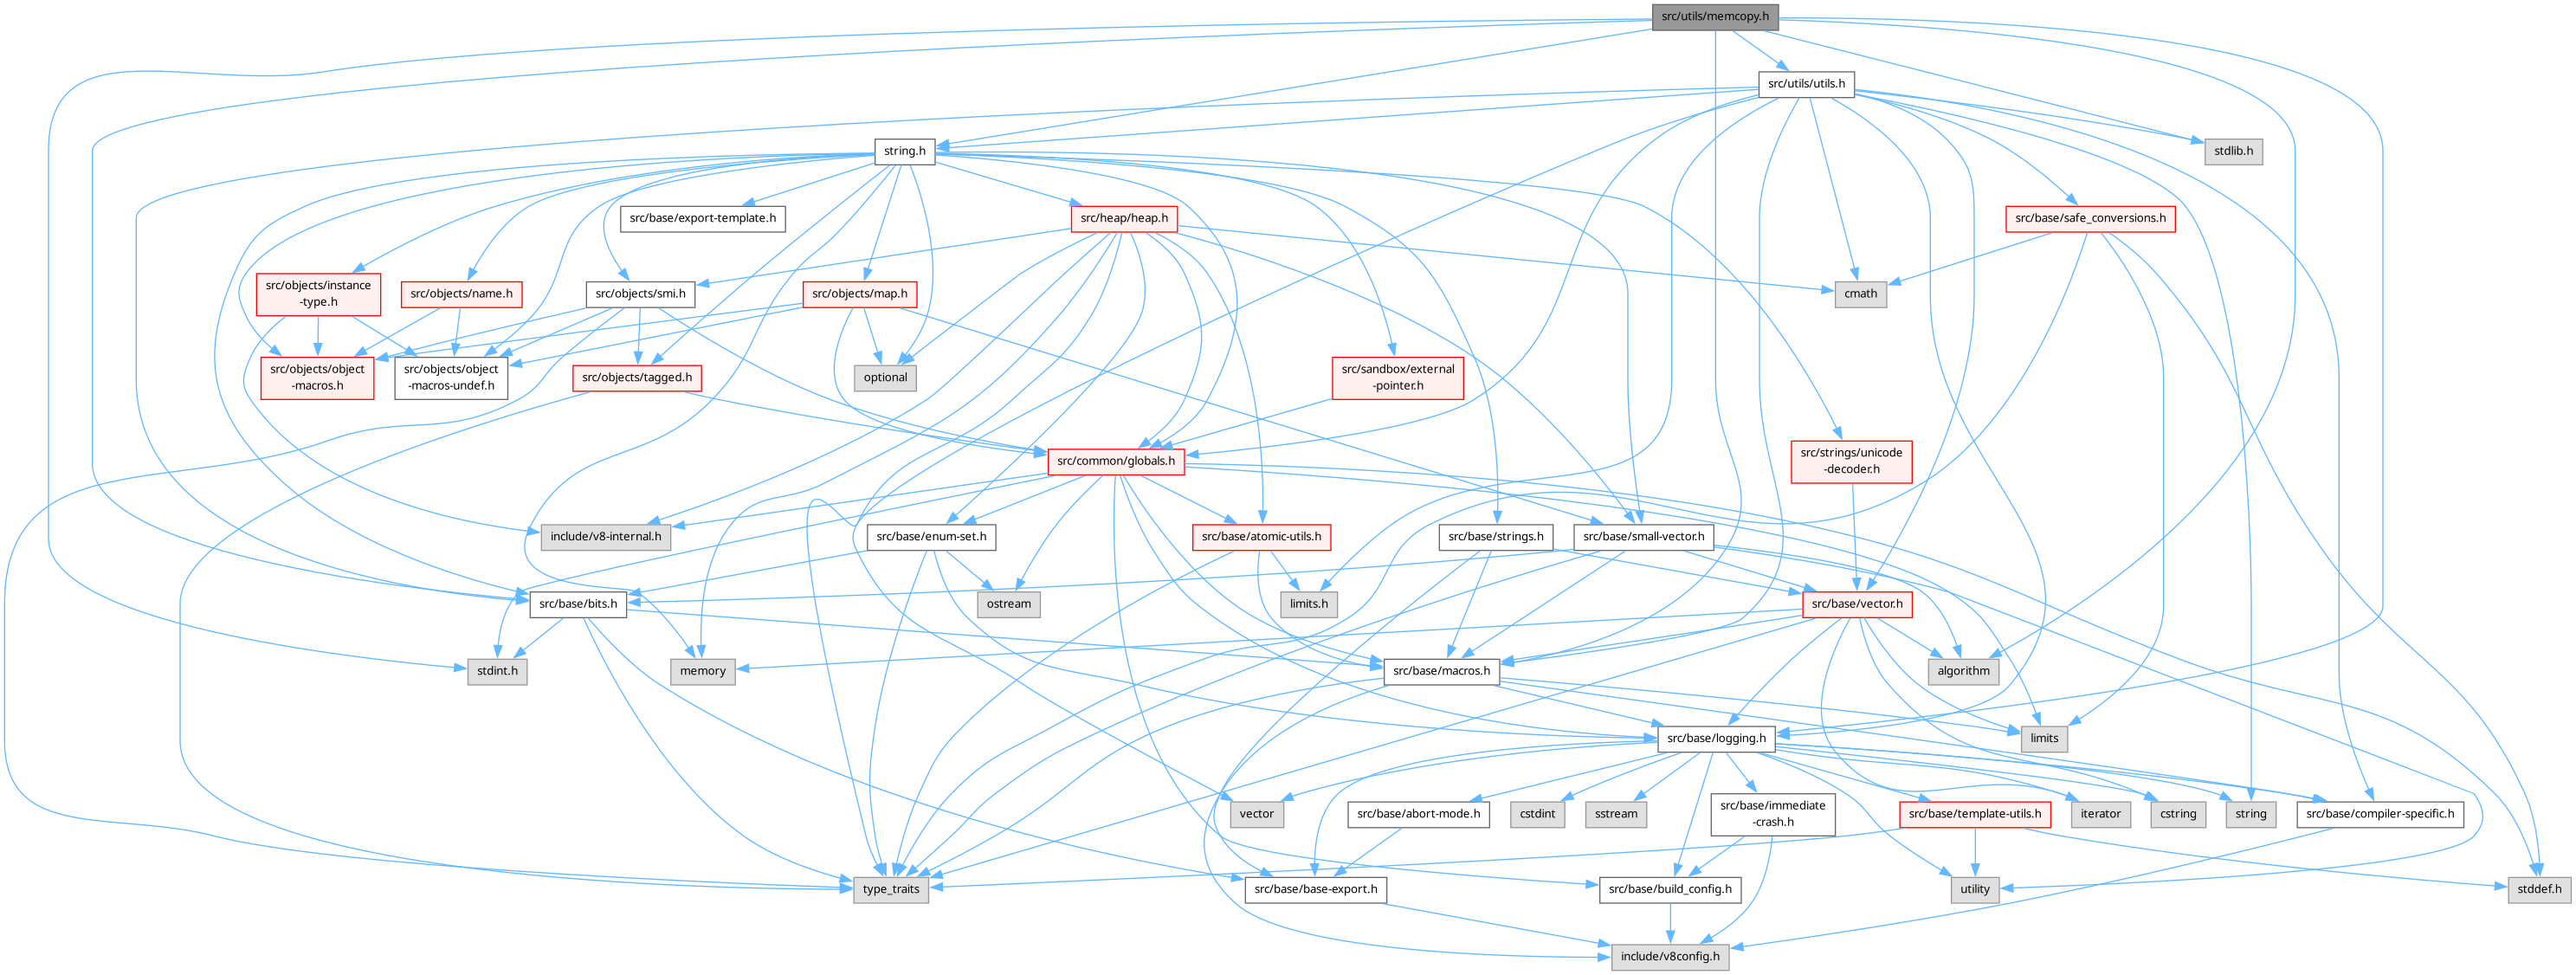 src/utils/memcopy.h
src/utils/utils.h
string.h
stdlib.h
src/base/export-template.h
src/heap/heap.h
src/base/safe_conversions.h
src/objects/instance
-type.h
src/objects/name.h
src/objects/smi.h
src/objects/map.h
cmath
src/objects/object
-macros.h
src/objects/object
-macros-undef.h
src/objects/tagged.h
optional
src/sandbox/external
-pointer.h
src/common/globals.h
src/strings/unicode
-decoder.h
include/v8-internal.h
src/base/enum-set.h
src/base/atomic-utils.h
src/base/strings.h
src/base/small-vector.h
src/base/bits.h
ostream
limits.h
src/base/vector.h
stdint.h
memory
src/base/macros.h
algorithm
src/base/logging.h
limits
vector
src/base/abort-mode.h
cstdint
sstream
src/base/immediate
-crash.h
src/base/template-utils.h
iterator
cstring
string
src/base/compiler-specific.h
type_traits
src/base/base-export.h
src/base/build_config.h
utility
stddef.h
include/v8config.h